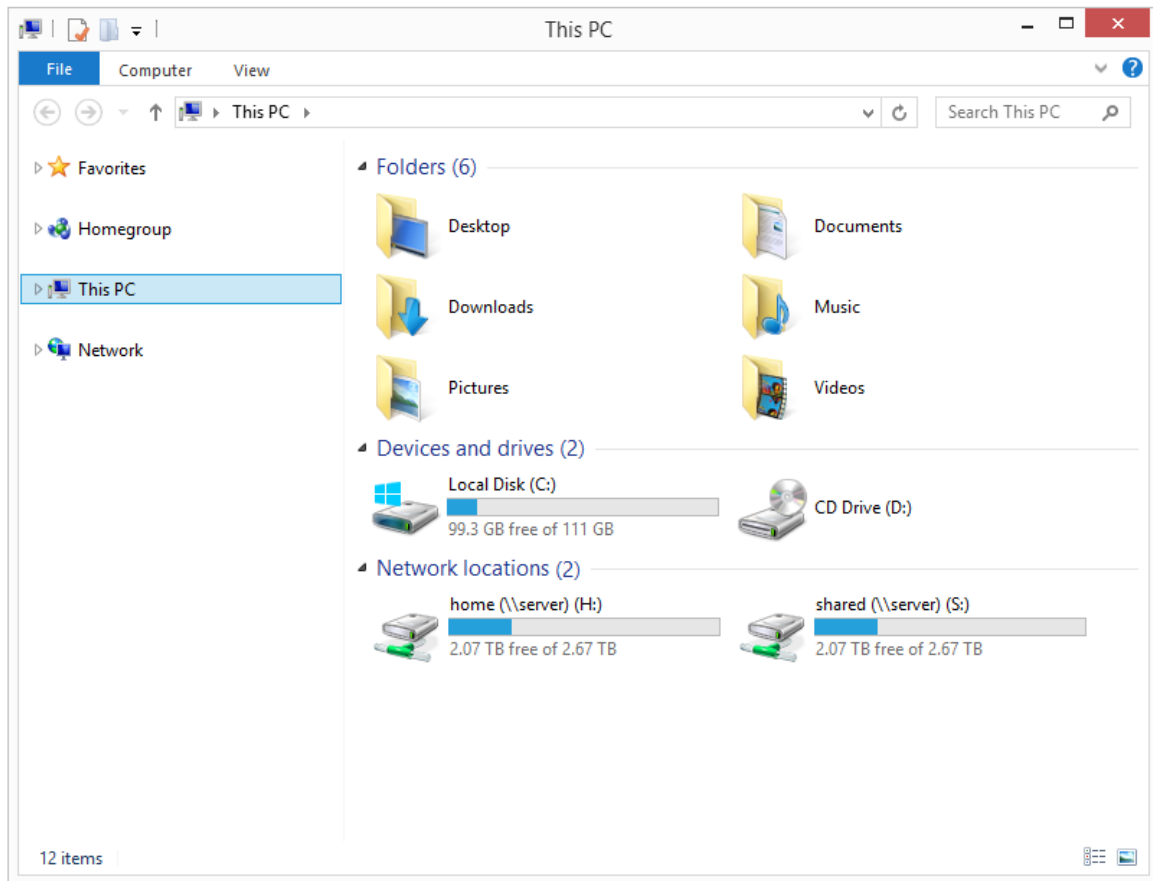 This PC
File Computer View
This PC
Search This PC
Favorites
Homegroup
This PC
Network
Folders (6)
Desktop
Documents
Downloads
Music
Pictures
Videos
Devices and drives (2)
Local Disk (C:)
99.3 GB free of 111 GB
CD Drive (D:)
Network locations (2)
home (\\server) (H:)
2.07 TB free of 2.67 TB
shared (\\server) (S:)
2.07 TB free of 2.67 TB
12 items